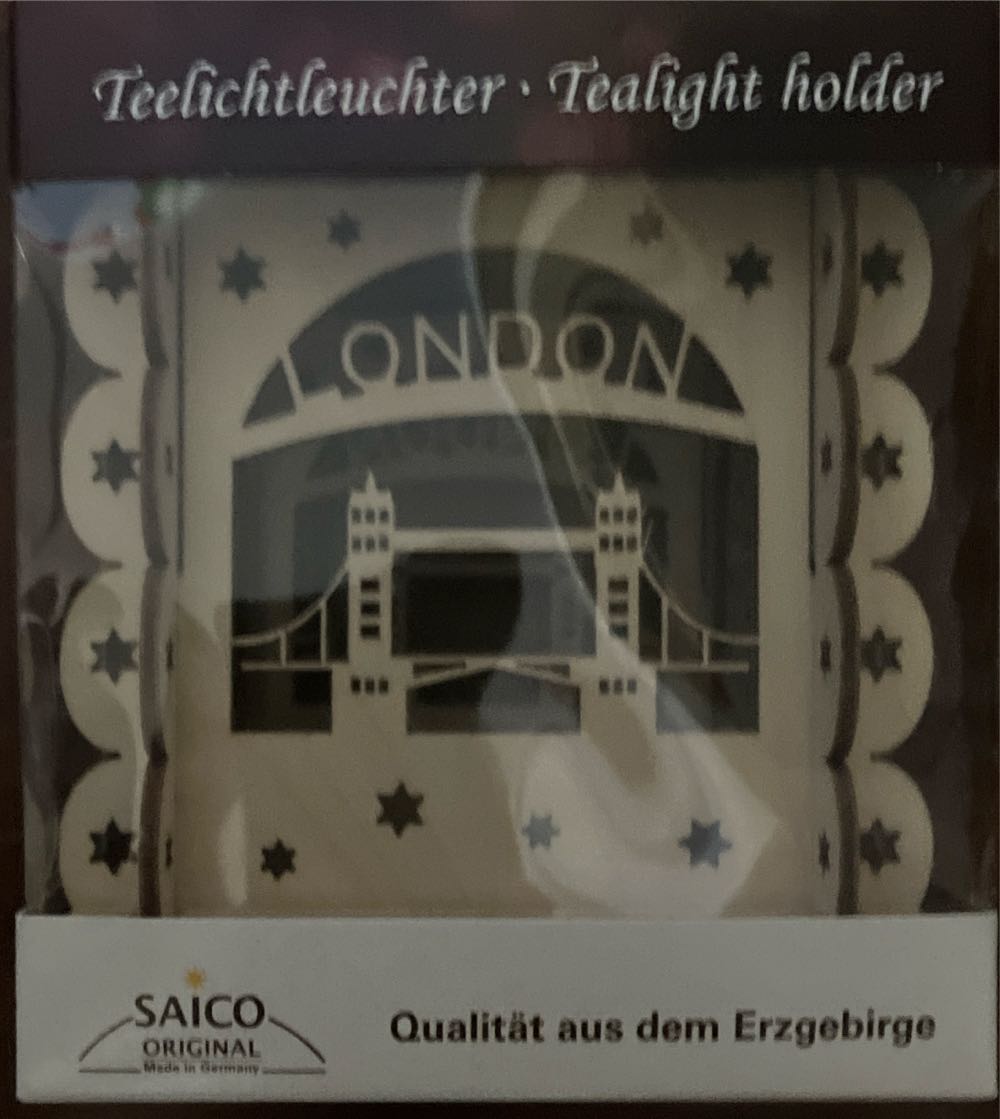 Teelichtleuchter · Tealight holder
LONDON
SAICO
ORIGINAL
Made in Germany
Qualität aus dem Erzgebirge